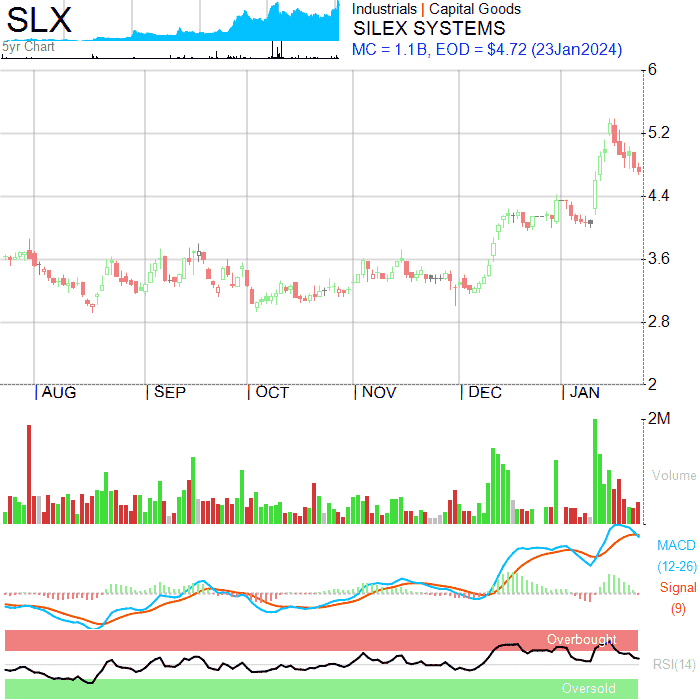 SLX
5yr Chart
Industrials | Capital Goods
SILEX SYSTEMS
MC = 1.1B, EOD = $4.72 (23Jan2024)
6
5.2
4.4
3.6
2.8
2
| AUG | SEP | OCT | NOV | DEC | JAN
2M
Volume
MACD
(12-26)
Signal
(9)
Overbought
RSI(14)
Oversold